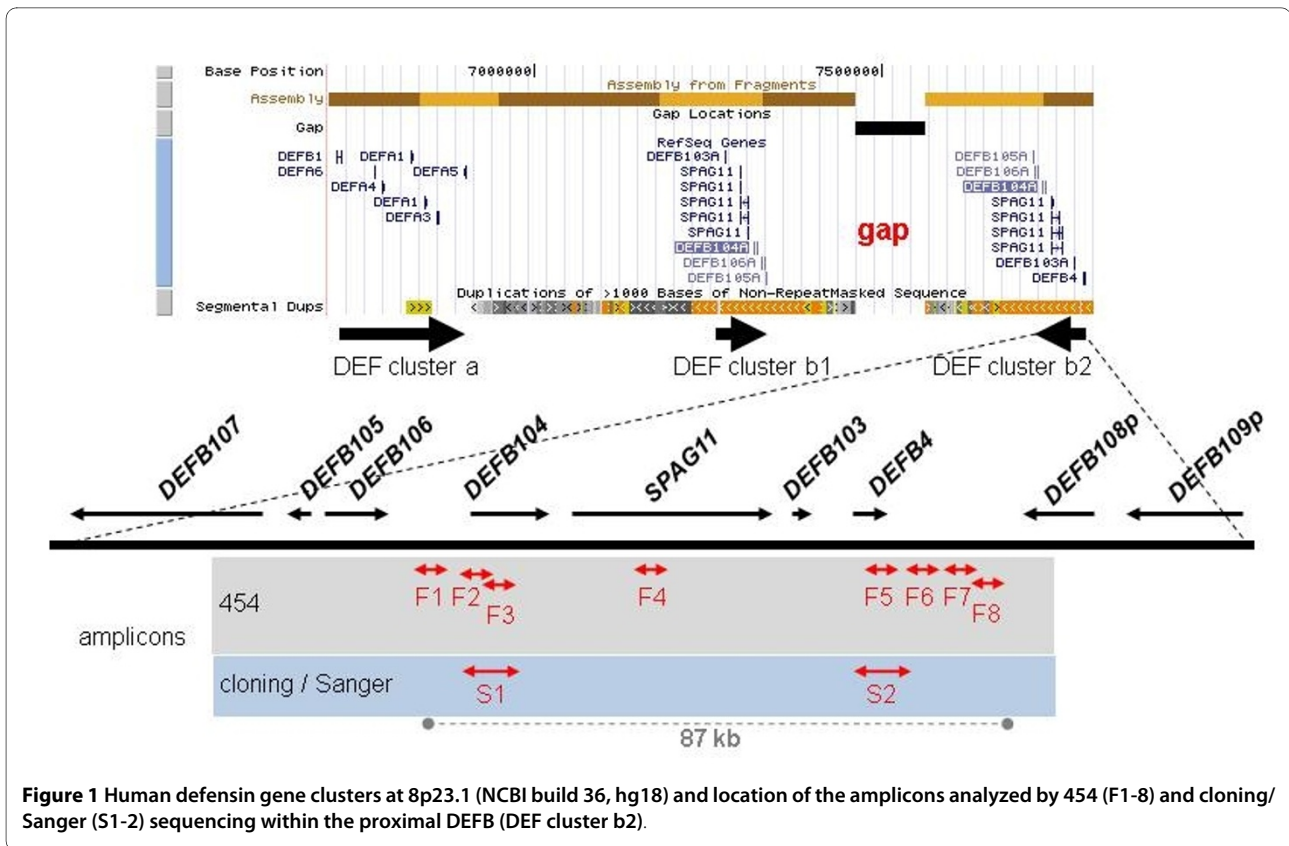 Base Position 7000000| 7500000|
Assembly from Fragments
Assembly
Gap Locations
Gap
RefSeq Genes
DEFB1 DEFA1 DEFB103A DEFB105A
DEFA6 DEFA5 SPAG11 DEFB106A
DEFA4 SPAG11 DEFB104A
DEFA1 SPAG11 SPAG11
DEFA3 SPAG11 SPAG11
SPAG11 gap SPAG11
DEFB104A SPAG11
DEFB106A DEFB103A
DEFB105A DEFB4
Duplications of >1000 Bases of Non-RepeatMasked Sequence
Segmental Dups
DEF cluster a DEF cluster b1 DEF cluster b2
DEFB107 DEFB105 DEFB106 DEFB104 SPAG11 DEFB103 DEFB4 DEFB108p DEFB109p
454 F1 F2 F3 F4 F5 F6 F7 F8
amplicons
cloning / Sanger S1 S2
87 kb
Figure 1 Human defensin gene clusters at 8p23.1 (NCBI build 36, hg18) and location of the amplicons analyzed by 454 (F1-8) and cloning/
Sanger (S1-2) sequencing within the proximal DEFB (DEF cluster b2).